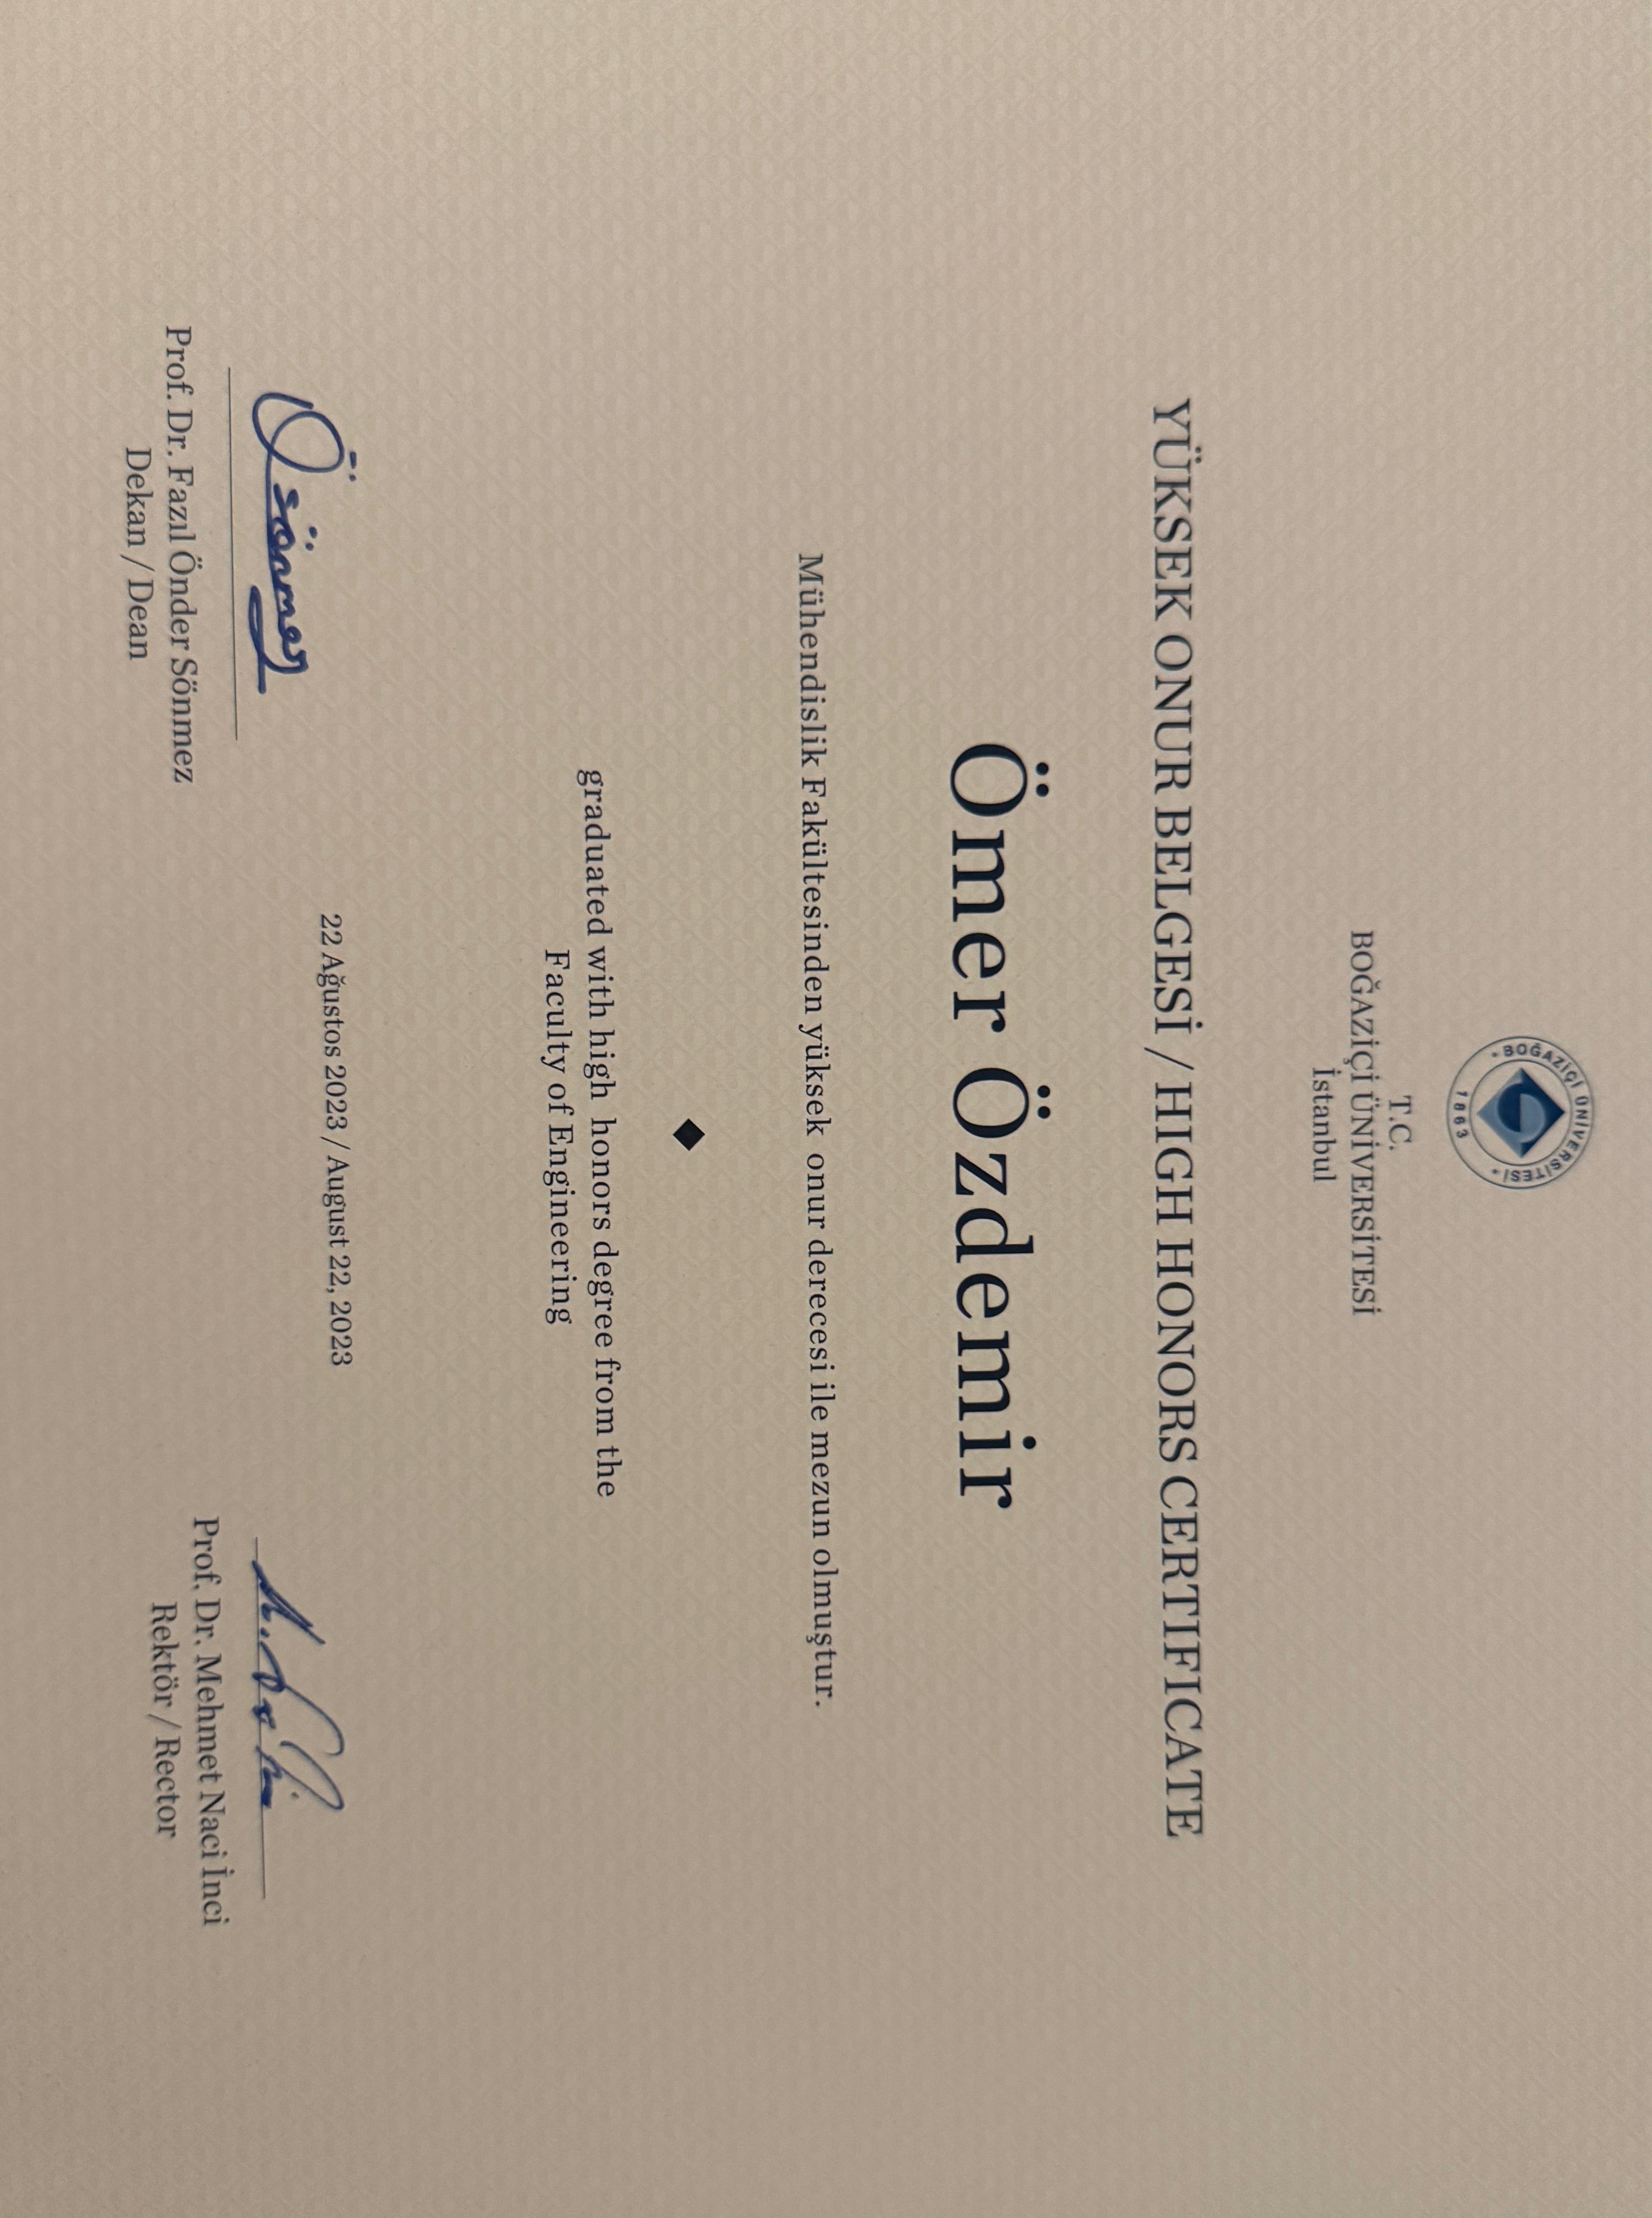 BOĞAZİÇİ ÜNİVERSİTESİ
1863
T.C.
BOĞAZİÇİ ÜNİVERSİTESİ
İstanbul
YÜKSEK ONUR BELGESİ / HIGH HONORS CERTIFICATE
Ömer Özdemir
Mühendislik Fakültesinden yüksek onur derecesi ile mezun olmuştur.
graduated with high honors degree from the
Faculty of Engineering
22 Ağustos 2023 / August 22, 2023
Ösönmez
Prof. Dr. Fazıl Önder Sönmez
Dekan / Dean
Prof. Dr. Mehmet Naci İnci
Rektör / Rector